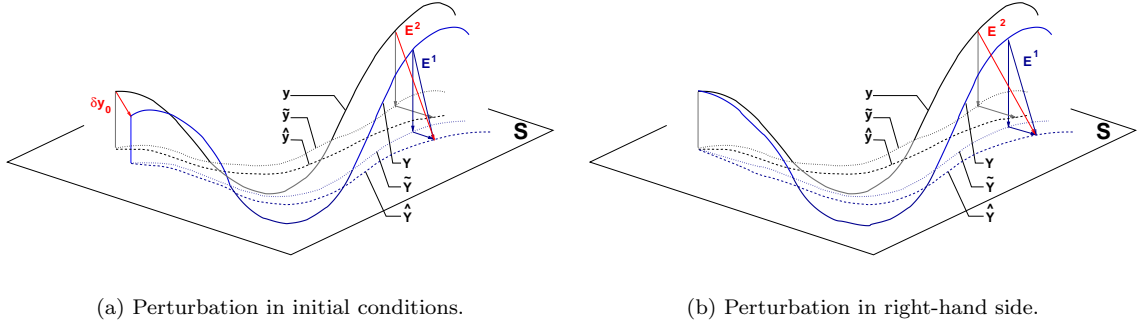 E²
E¹
δy₀
y
ỹ
ŷ
S
Y
Ỹ
Ŷ
(a) Perturbation in initial conditions.
E²
E¹
y
ỹ
ŷ
S
Y
Ỹ
Ŷ
(b) Perturbation in right-hand side.